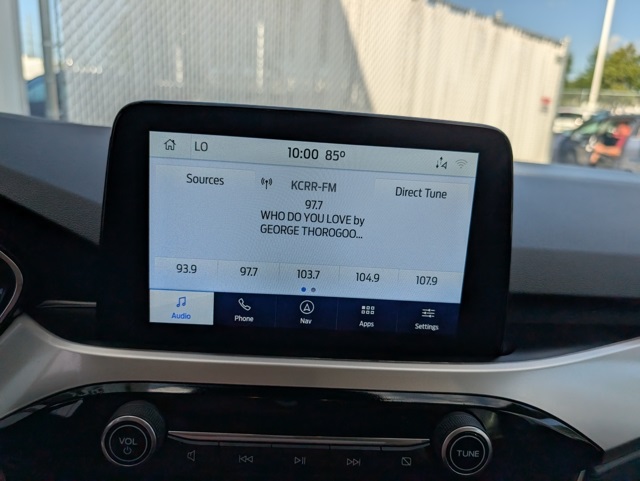 LO 10:00 85°
4
Sources KCRR-FM Direct Tune
97.7
WHO DO YOU LOVE by
GEORGE THOROGOO...
93.9 97.7 103.7 104.9 107.9
Audio Phone Nav Apps Settings
VOL TUNE